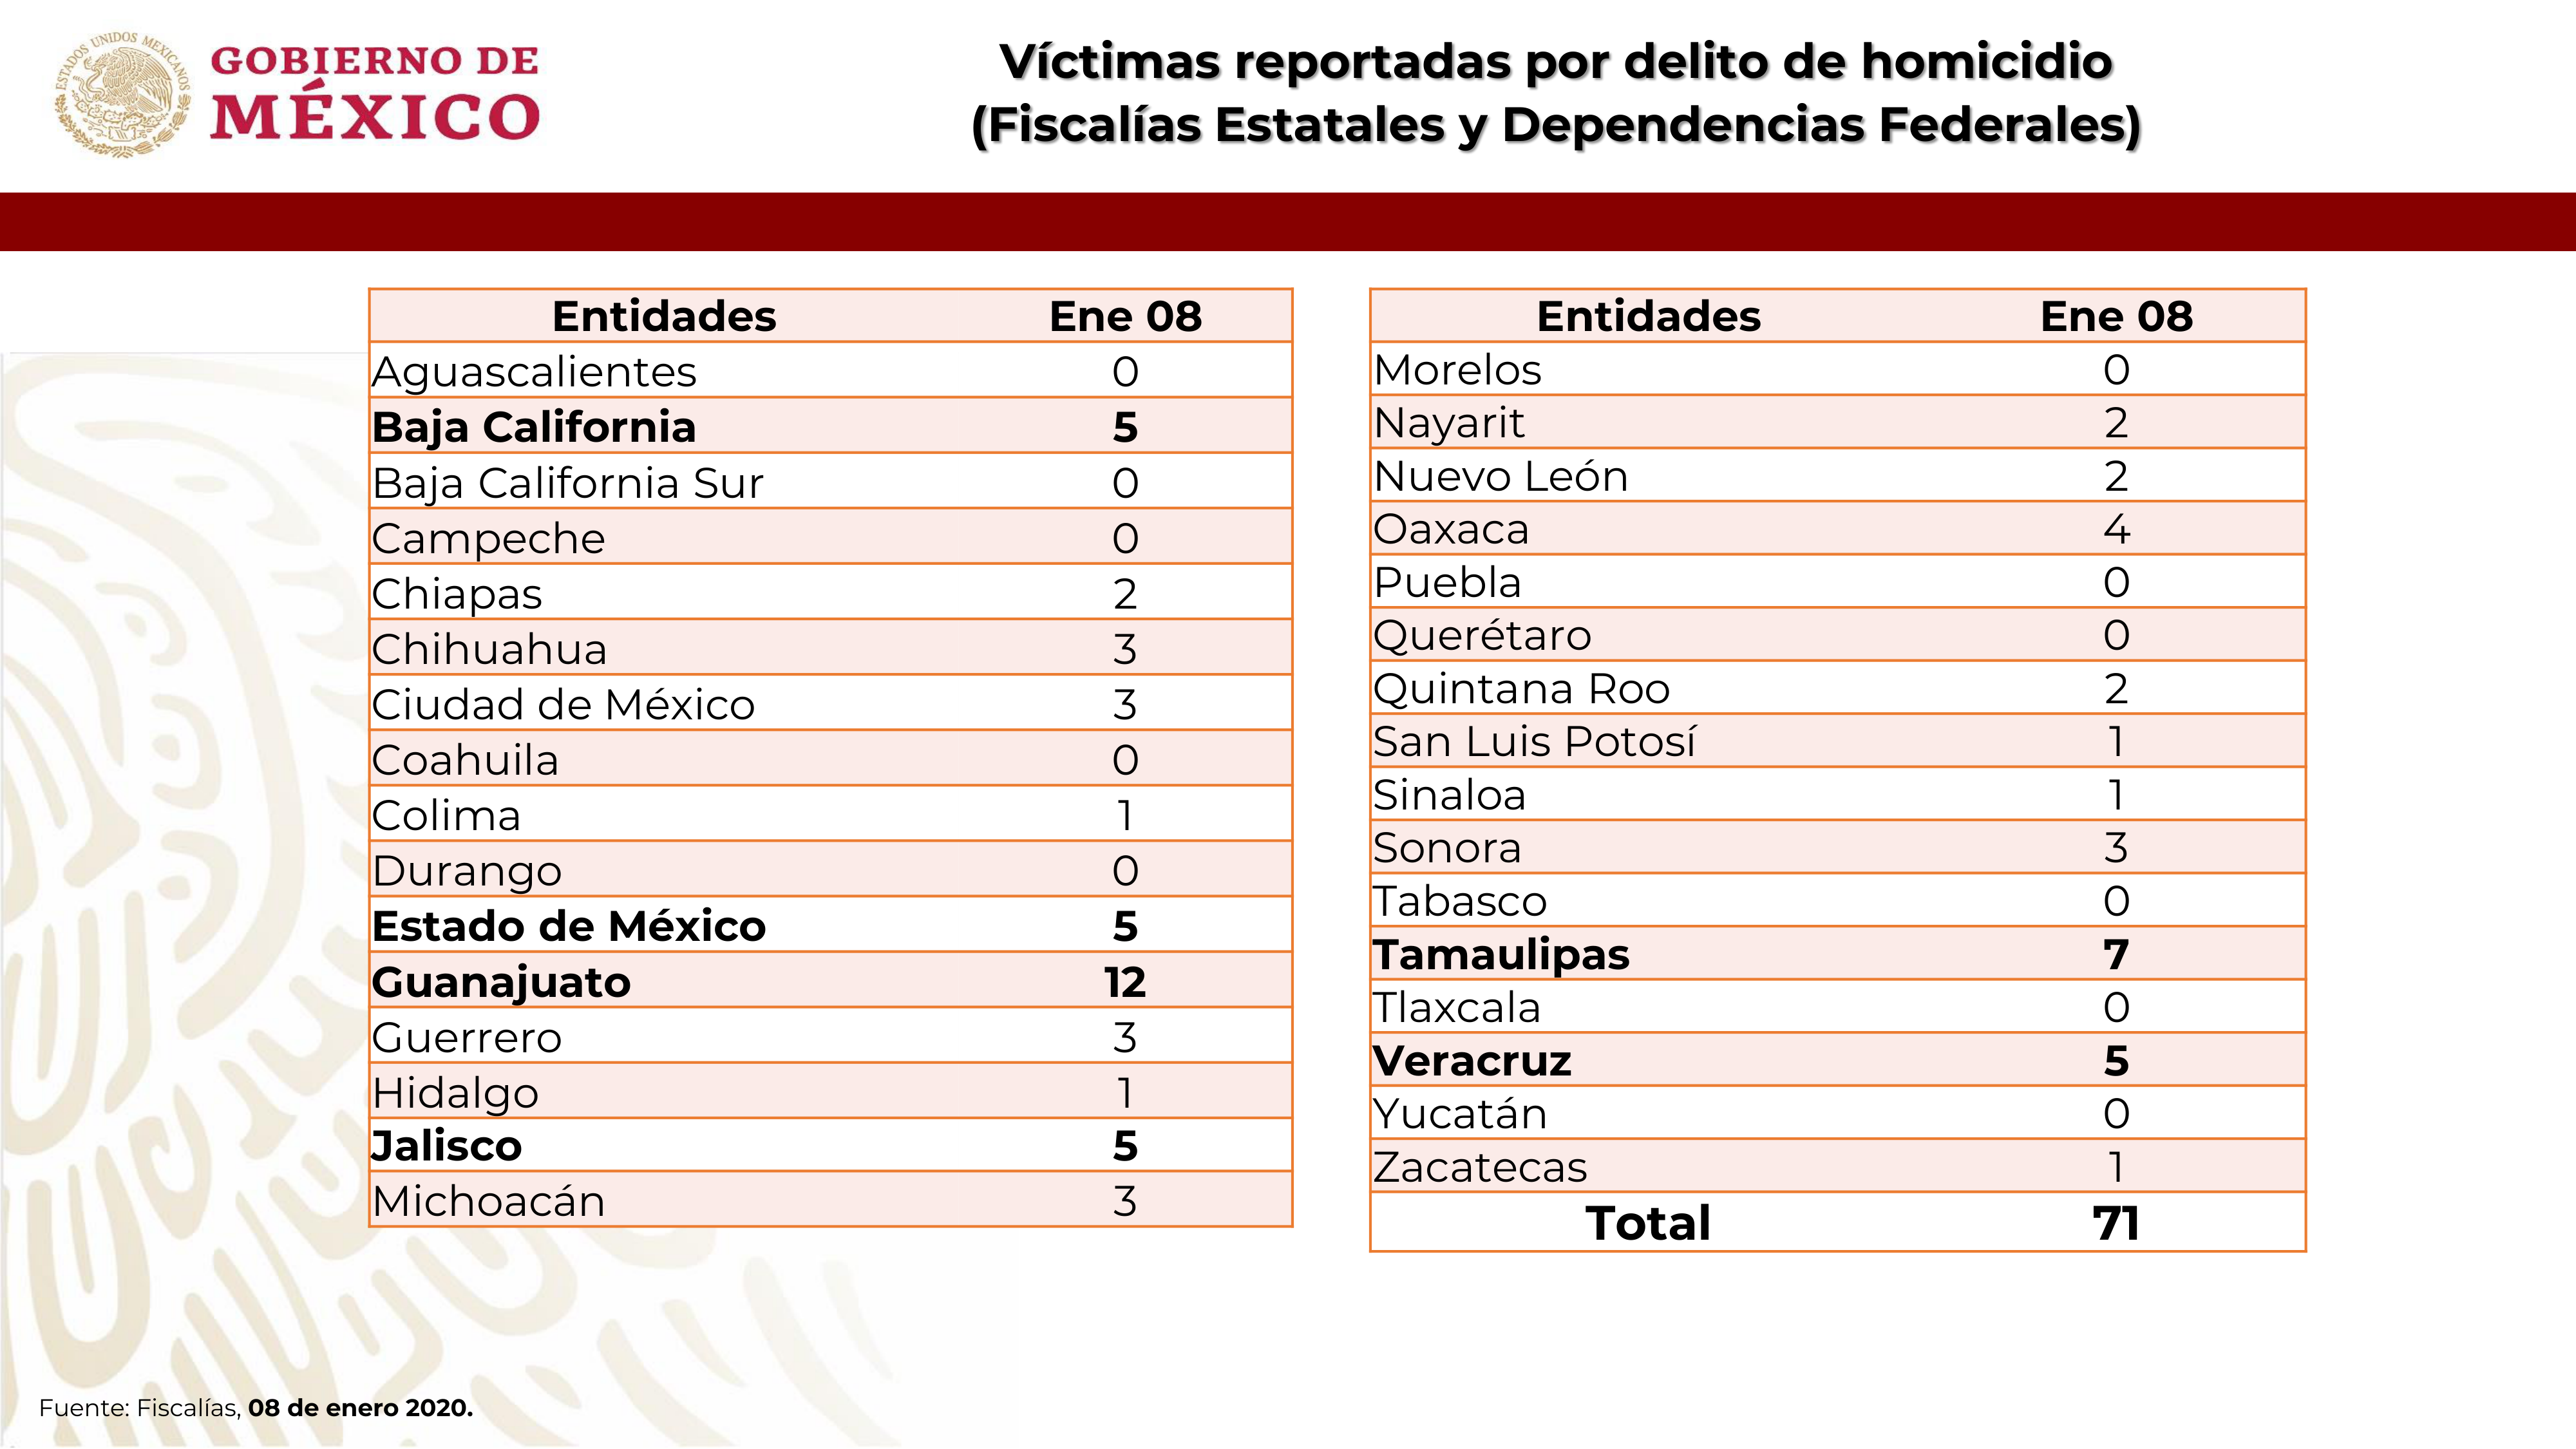 ESTADOS UNIDOS MEXICANOS
GOBIERNO DE
MÉXICO
Víctimas reportadas por delito de homicidio
(Fiscalías Estatales y Dependencias Federales)
Entidades Ene 08
Aguascalientes 0
Baja California 5
Baja California Sur 0
Campeche 0
Chiapas 2
Chihuahua 3
Ciudad de México 3
Coahuila 0
Colima 1
Durango 0
Estado de México 5
Guanajuato 12
Guerrero 3
Hidalgo 1
Jalisco 5
Michoacán 3
Entidades Ene 08
Morelos 0
Nayarit 2
Nuevo León 2
Oaxaca 4
Puebla 0
Querétaro 0
Quintana Roo 2
San Luis Potosí 1
Sinaloa 1
Sonora 3
Tabasco 0
Tamaulipas 7
Tlaxcala 0
Veracruz 5
Yucatán 0
Zacatecas 1
Total 71
Fuente: Fiscalías, 08 de enero 2020.